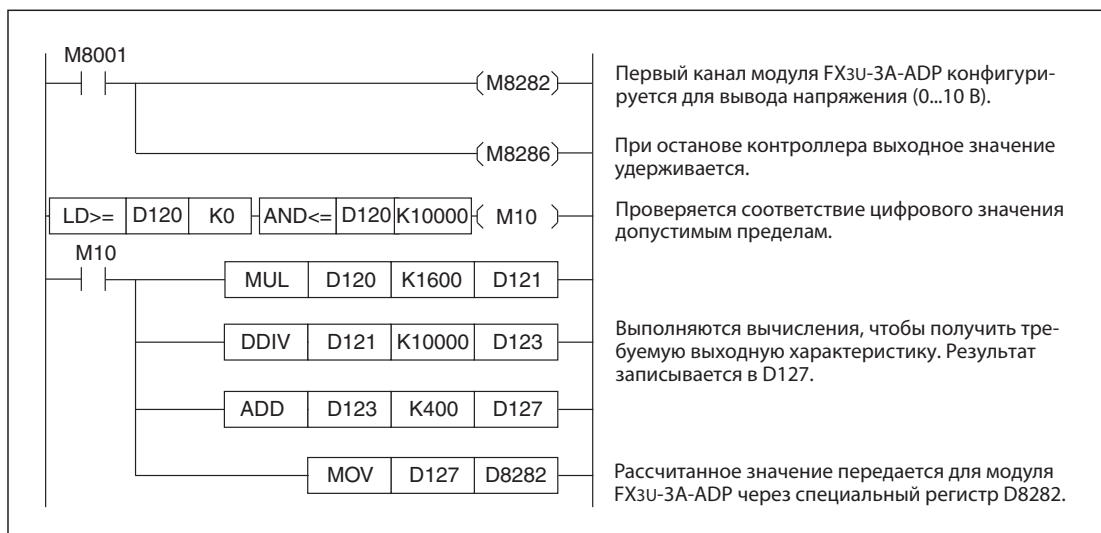 M8001
M8282
Первый канал модуля FX3U-3A-ADP конфигури-
руется для вывода напряжения (0...10 В).
M8286
При останове контроллера выходное значение
удерживается.
LD>= D120 K0 AND<= D120 K10000 M10
Проверяется соответствие цифрового значения
допустимым пределам.
M10
MUL D120 K1600 D121
DDIV D121 K10000 D123
Выполняются вычисления, чтобы получить тре-
буемую выходную характеристику. Результат
записывается в D127.
ADD D123 K400 D127
MOV D127 D8282
Рассчитанное значение передается для модуля
FX3U-3A-ADP через специальный регистр D8282.